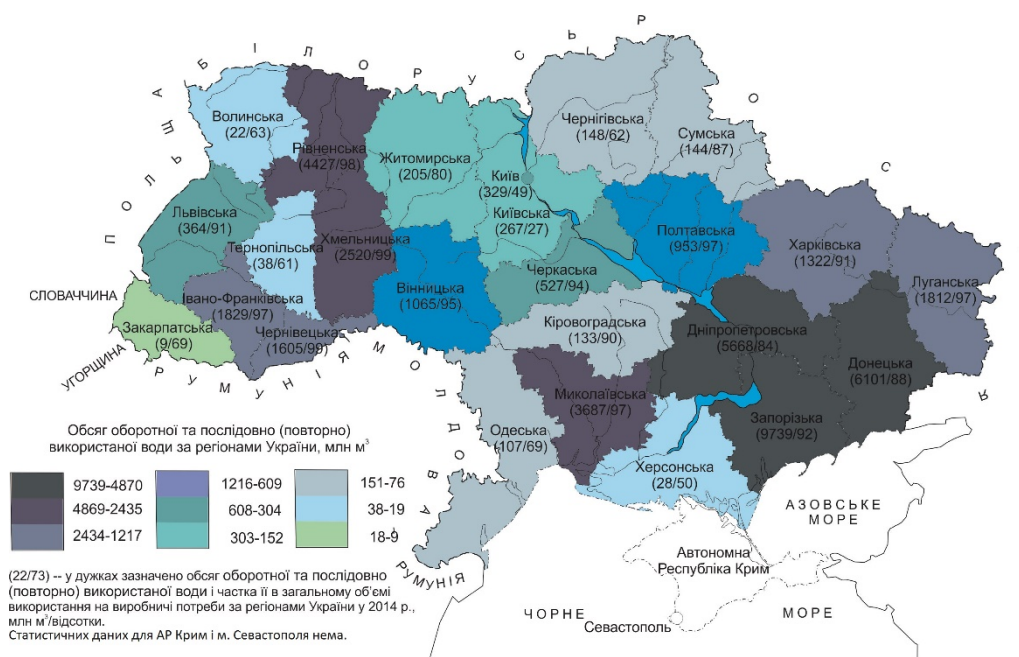 БІЛОРУСЬ
РОСІЯ
ПОЛЬЩА
Волинська
(22/63)
Рівненська
(4427/98)
Житомирська
(205/80)
Київ
(329/49)
Київська
(267/27)
Чернігівська
(148/62)
Сумська
(144/87)
Львівська
(364/91)
Тернопільська
(38/61)
Хмельницька
(2520/99)
Вінницька
(1065/95)
Черкаська
(527/94)
Полтавська
(953/97)
Харківська
(1322/91)
Луганська
(1812/97)
СЛОВАЧЧИНА
Закарпатська
(9/69)
Івано-Франківська
(1829/97)
Чернівецька
(1605/99)
УГОРЩИНА
РУМУНІЯ
МОЛДОВА
Кіровоградська
(133/90)
Дніпропетровська
(5668/84)
Донецька
(6101/88)
Миколаївська
(3687/97)
Запорізька
(9739/92)
Одеська
(107/69)
Херсонська
(28/50)
РУМУНІЯ
АЗОВСЬКЕ
МОРЕ
Автономна
Республіка Крим
ЧОРНЕ
МОРЕ
Севастополь
Обсяг оборотної та послідовно (повторно)
використаної води за регіонами України, млн м³
9739-4870
4869-2435
2434-1217
1216-609
608-304
303-152
151-76
38-19
18-9
(22/73) -- у дужках зазначено обсяг оборотної та послідовно
(повторно) використаної води і частка її в загальному об'ємі
використання на виробничі потреби за регіонами України у 2014 р.,
млн м³/відсотки.
Статистичних даних для АР Крим і м. Севастополя нема.